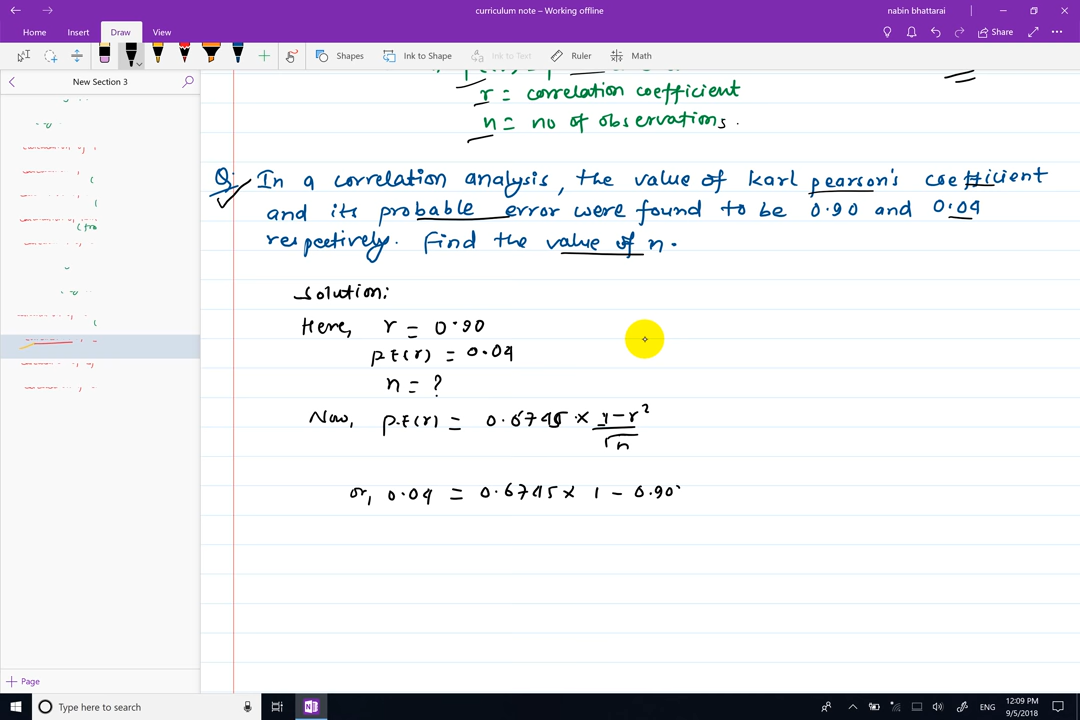 curriculum note – Working offline
nabin bhattarai
Home Insert Draw View
Share
Shapes Ink to Shape Ink to Text Ruler Math
New Section 3
r = correlation coefficient
n = no of observations.
Q: In a correlation analysis, the value of karl pearson's coefficient
and its probable error were found to be 0.90 and 0.04
respectively. Find the value of n.
Solution:
Here, r = 0.90
P.E(r) = 0.04
n = ?
Now, P.E(r) = 0.6745 × 1-r²
√n
or, 0.04 = 0.6745 × 1 - 0.90
Page
Type here to search
ENG
12:09 PM
9/5/2018